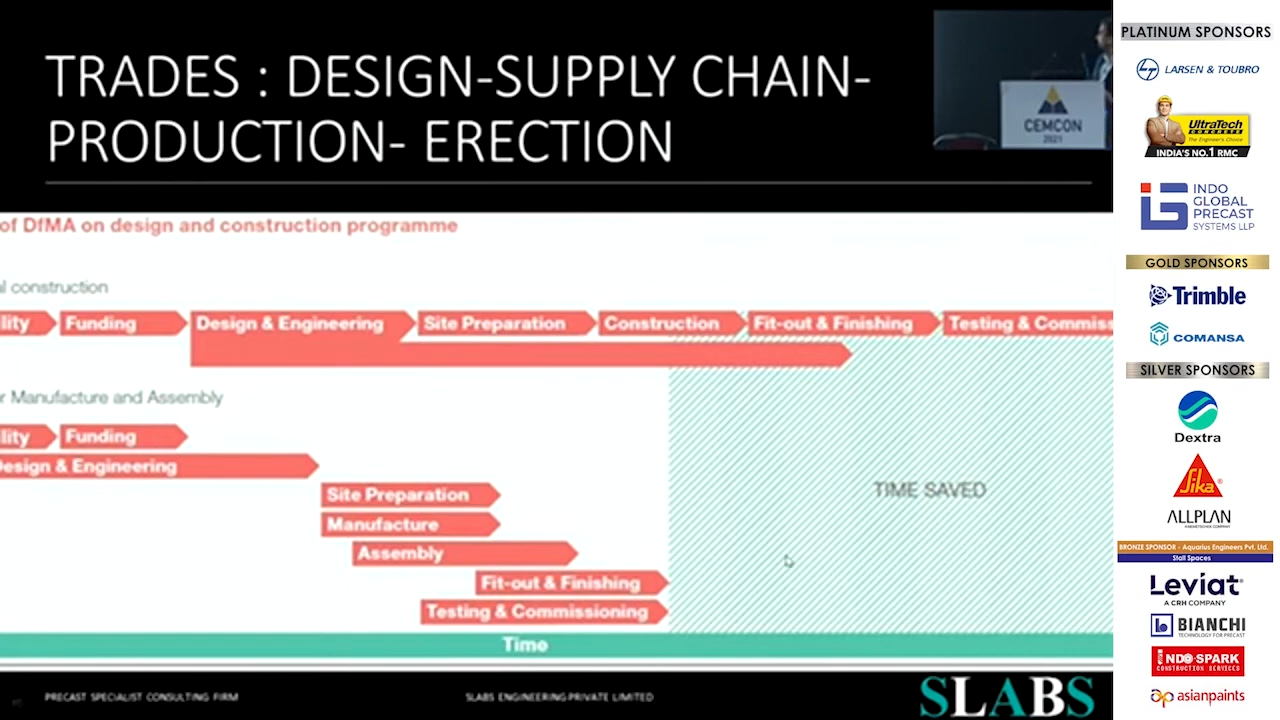 TRADES : DESIGN-SUPPLY CHAIN-
PRODUCTION- ERECTION
CEMCON
2021
of DfMA on design and construction programme
al construction
ility
Funding
Design & Engineering
Site Preparation
Construction
Fit-out & Finishing
Testing & Commiss
r Manufacture and Assembly
ility
Funding
Design & Engineering
Site Preparation
Manufacture
Assembly
Fit-out & Finishing
Testing & Commissioning
TIME SAVED
Time
PRECAST SPECIALIST CONSULTING FIRM
SLABS ENGINEERING PRIVATE LIMITED
SLABS
PLATINUM SPONSORS
LARSEN & TOUBRO
UltraTech
CONCRETE
The Engineer's Choice
INDIA'S NO.1 RMC
INDO
GLOBAL
PRECAST
SYSTEMS LLP
GOLD SPONSORS
Trimble
COMANSA
SILVER SPONSORS
Dextra
Sika
ALLPLAN
A NEMETSCHEK COMPANY
BRONZE SPONSOR - Aquarius Engineers Pvt. Ltd.
Stall Spaces
Leviat
A CRH COMPANY
BIANCHI
TECHNOLOGY FOR PRECAST
INDO SPARK
CONSTRUCTION SERVICES
asianpaints